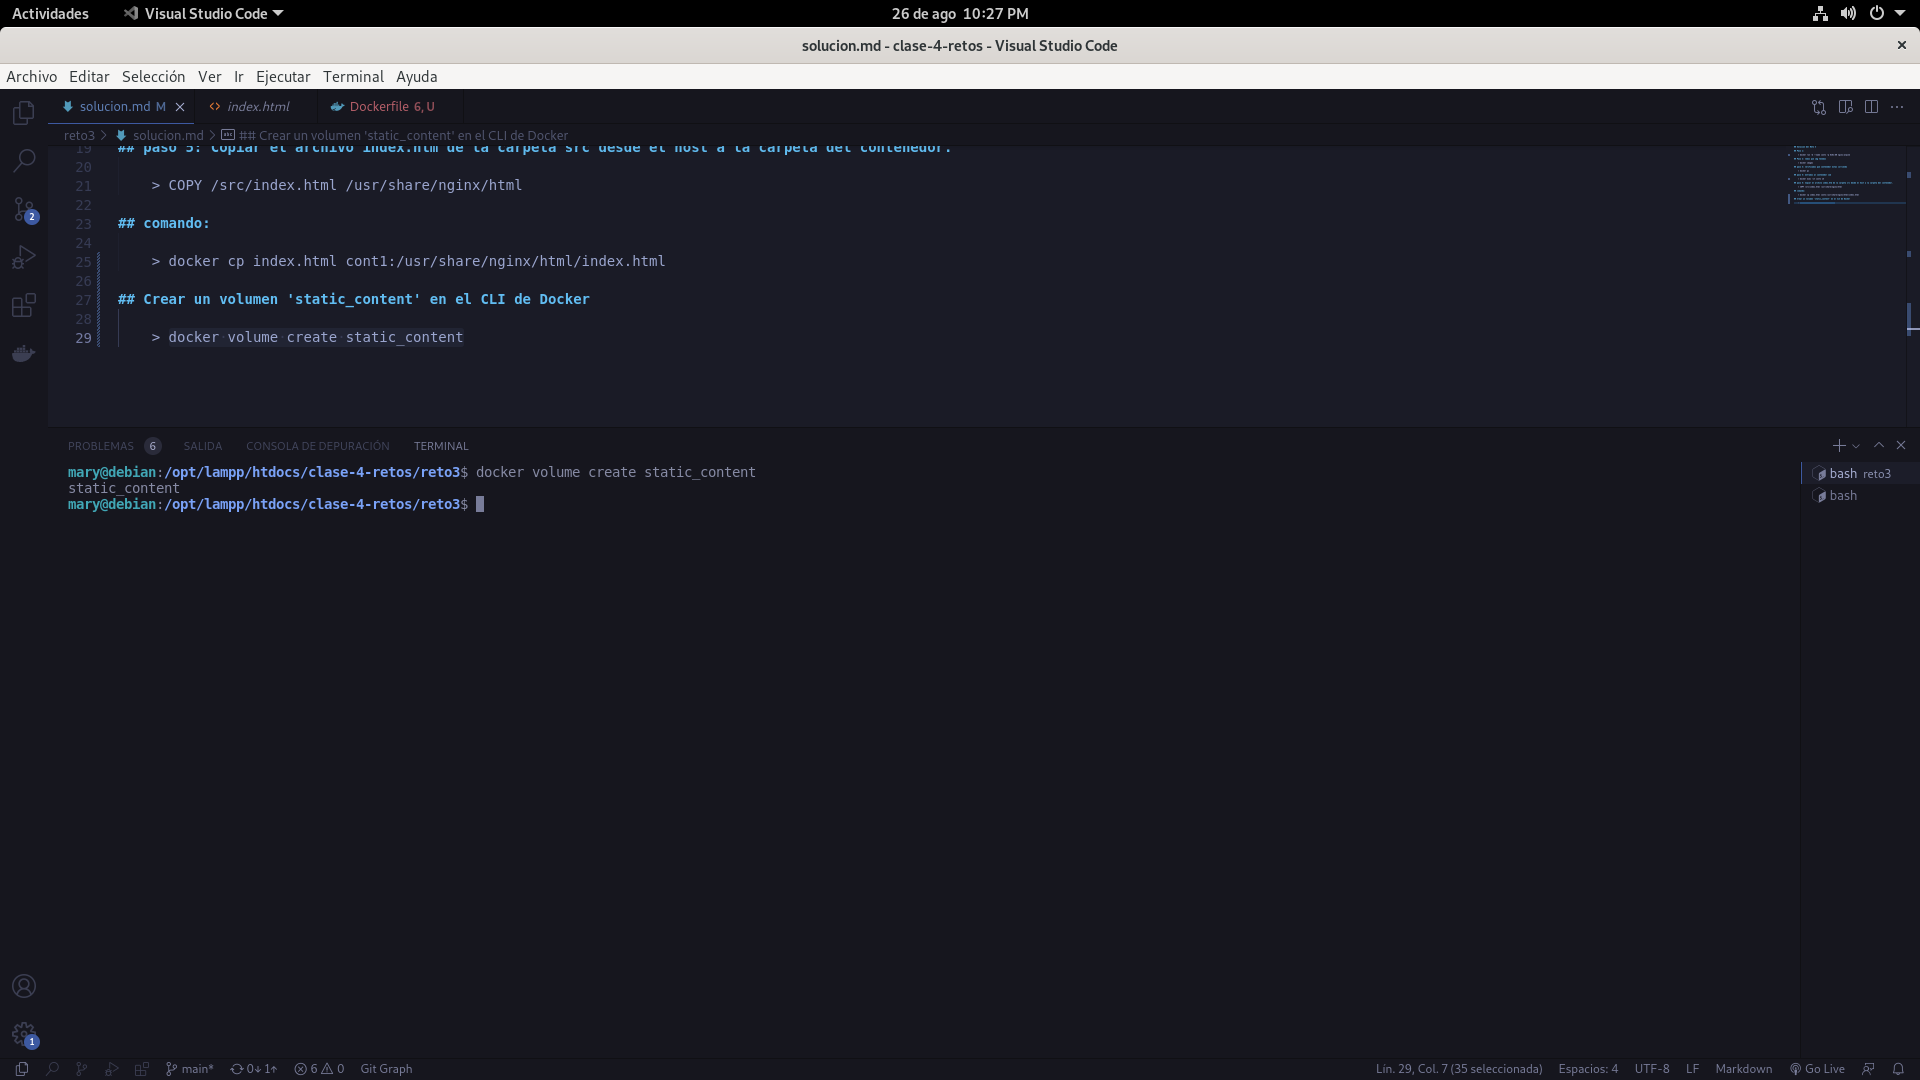 Actividades Visual Studio Code 26 de ago 10:27 PM
solucion.md - clase-4-retos - Visual Studio Code
Archivo Editar Selección Ver Ir Ejecutar Terminal Ayuda
solucion.md M index.html Dockerfile 6, U
reto3 > solucion.md > ## Crear un volumen 'static_content' en el CLI de Docker
19 ## paso 5: Copiar el archivo index.htm de la carpeta src desde el host a la carpeta del contenedor.
20
21 > COPY /src/index.html /usr/share/nginx/html
22
23 ## comando:
24
25 > docker cp index.html cont1:/usr/share/nginx/html/index.html
26
27 ## Crear un volumen 'static_content' en el CLI de Docker
28
29 > docker volume create static_content
2
PROBLEMAS 6 SALIDA CONSOLA DE DEPURACIÓN TERMINAL
mary@debian:/opt/lampp/htdocs/clase-4-retos/reto3$ docker volume create static_content
static_content
mary@debian:/opt/lampp/htdocs/clase-4-retos/reto3$
bash reto3
bash
1
main* 0↓ 1↑ 6 0 Git Graph Lin. 29, Col. 7 (35 seleccionada) Espacios: 4 UTF-8 LF Markdown Go Live